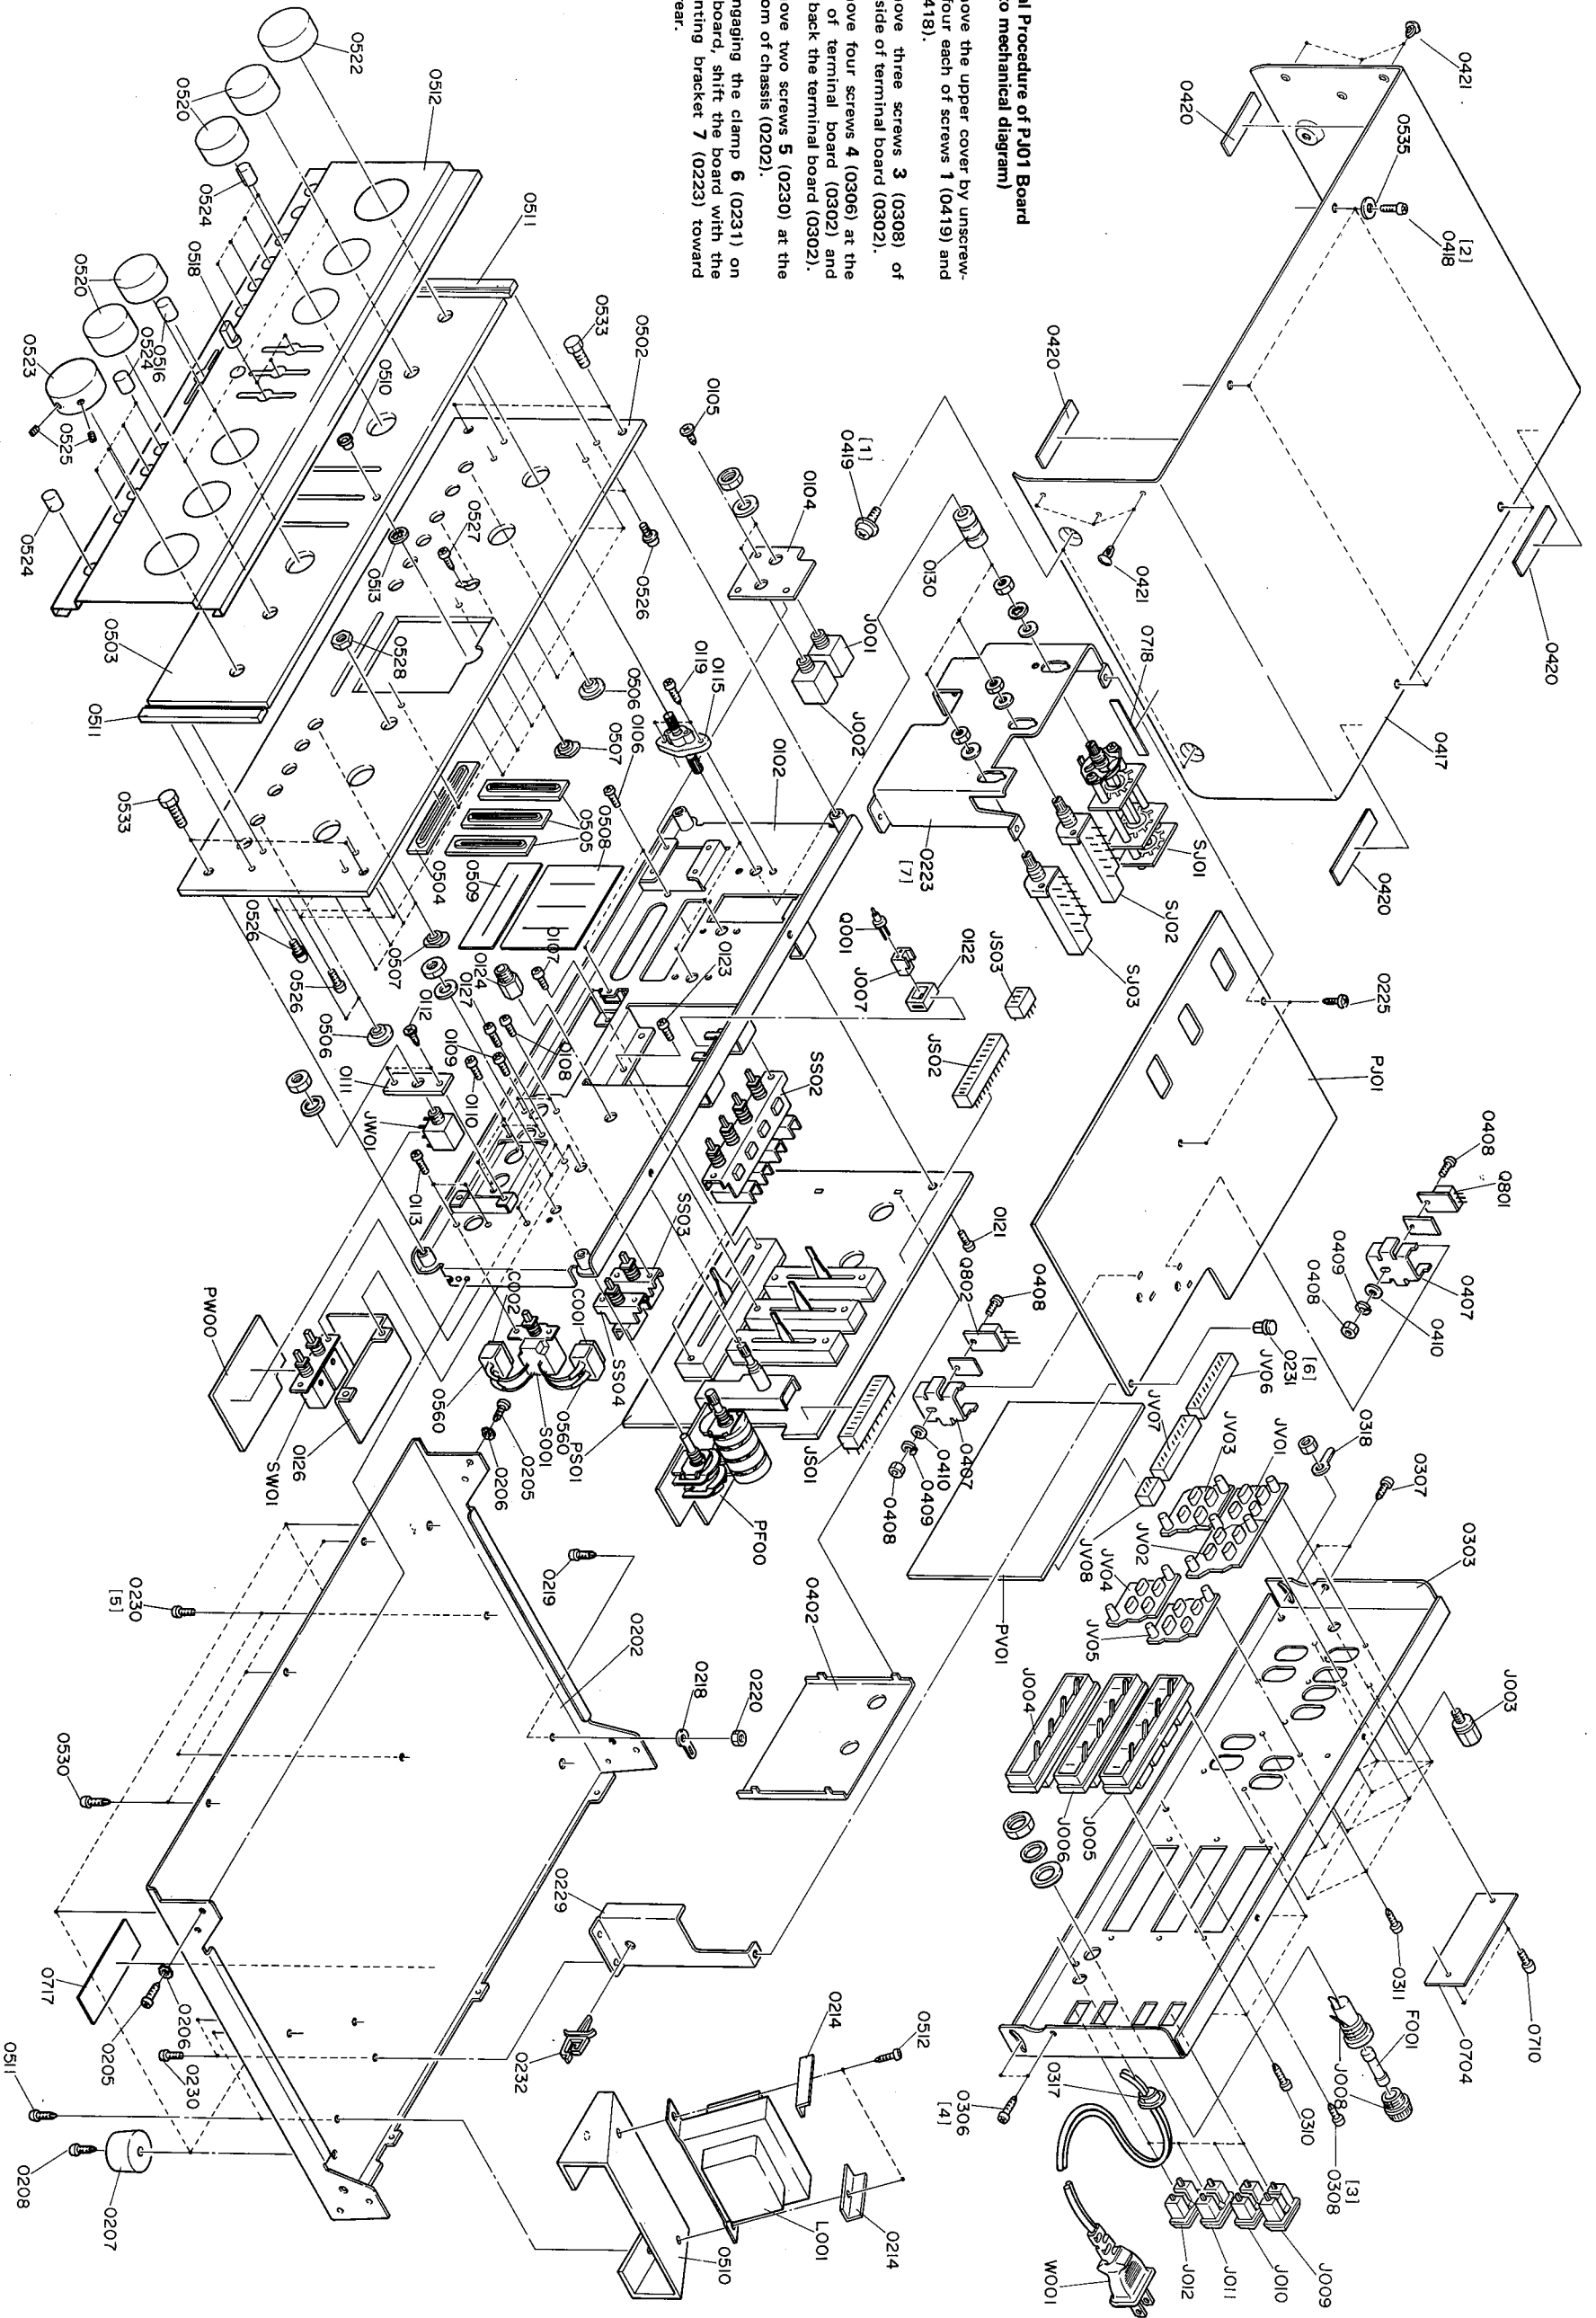 al Procedure of PJ01 Board
to mechanical diagram)
ove the upper cover by unscrew-
four each of screws 1 (0419) and
418).
ove three screws 3 (0308) of
side of terminal board (0302).
ove four screws 4 (0306) at the
of terminal board (0302) and
back the terminal board (0302).
ove two screws 5 (0230) at the
om of chassis (0202).
ngaging the clamp 6 (0231) on
board, shift the board with the
nting bracket 7 (0223) toward
ear.
0421
0420
0535
[2]
0418
0420
0420
0417
0420
0421
[1]
0419
0522
0520
0512
0524
0511
0518
0520
0516
0524
0523
0525
0524
0510
0533
0502
0105
0104
0130
0718
J001
J002
0526
0527
0513
0528
0503
0511
0533
0119
0115
0106
0506
0507
0102
0223
[7]
SJ01
SJ02
SJ03
0225
PJ01
0408
Q801
0407
0410
0409
0408
0505
0508
0509
0504
0507
0526
0526
0506
0107
0124
0127
0112
0109
0108
0110
0111
JW01
0113
0123
Q001
J007
0122
JS03
JS02
SS02
SS03
SS04
0121
Q802
0408
0407
0410
0409
0408
[6]
0231
JV06
JV07
JV08
JV03
JV01
JV02
JV04
JV05
0318
0307
0303
J003
PW00
SW01
0126
C002
C001
0560
0560
S001
PS01
JS01
PF00
0205
0206
PV01
0402
J004
J006
J005
0219
0202
0218
0220
0230
[5]
0530
0229
0232
0717
0206
0205
0230
0511
0208
0207
0214
0512
0214
L001
0510
0306
[4]
0317
0311
0710
0704
F001
J008
0310
[3]
0308
J009
J010
J011
J012
W001